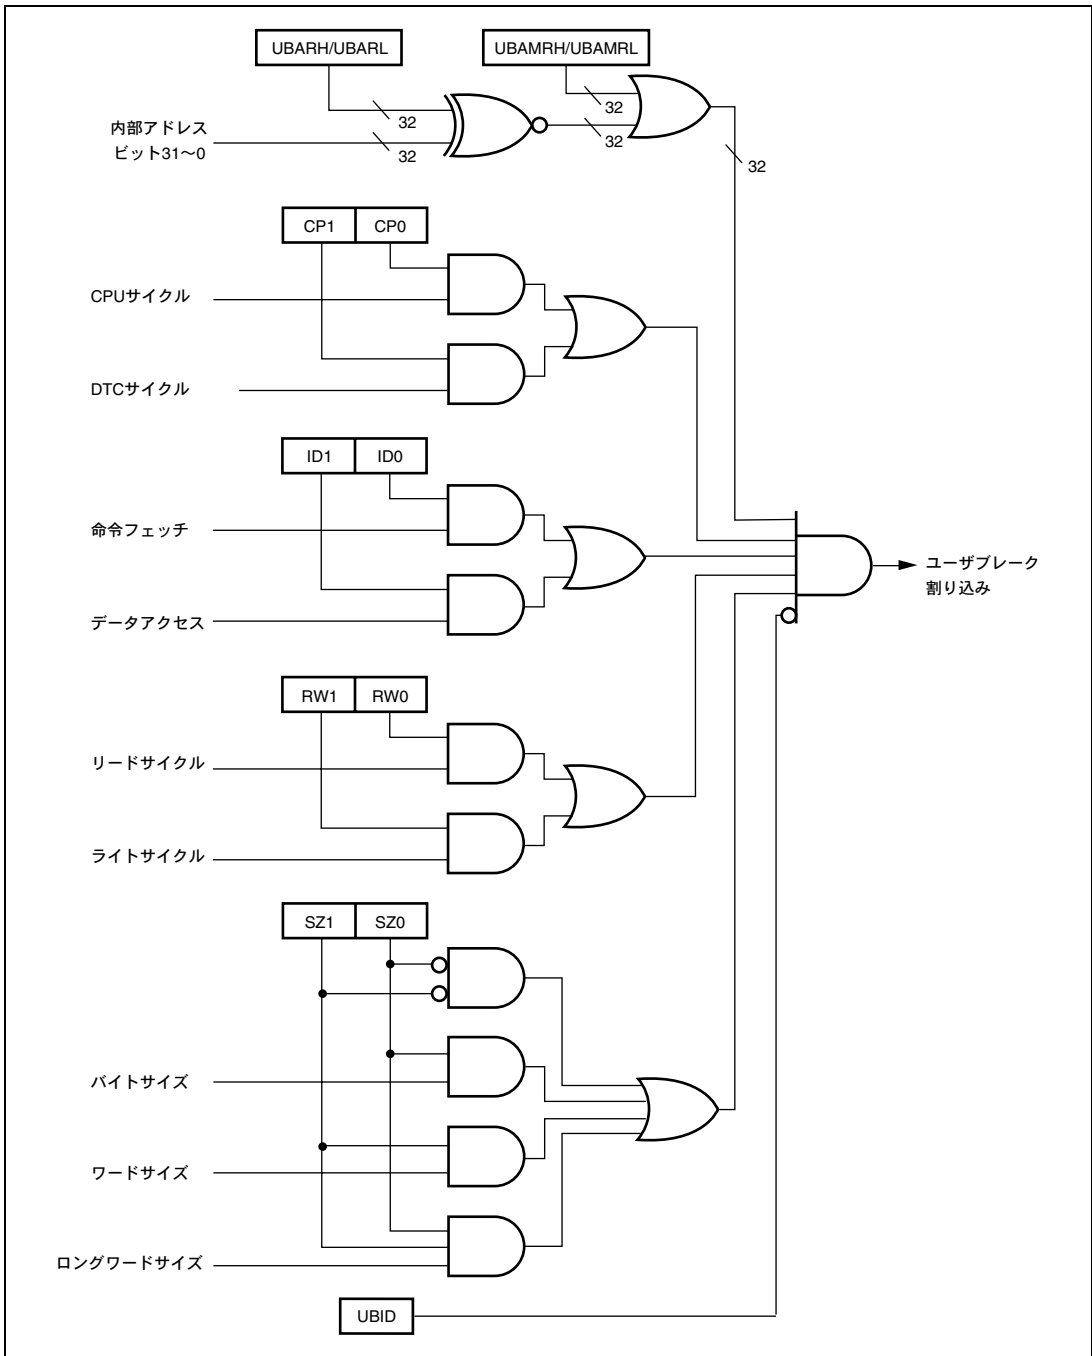 UBARH/UBARL
UBAMRH/UBAMRL
32
32
32
32
32
内部アドレス
ビット31～0
CP1
CP0
CPUサイクル
DTCサイクル
ID1
ID0
命令フェッチ
データアクセス
ユーザブレーク
割り込み
RW1
RW0
リードサイクル
ライトサイクル
SZ1
SZ0
バイトサイズ
ワードサイズ
ロングワードサイズ
UBID